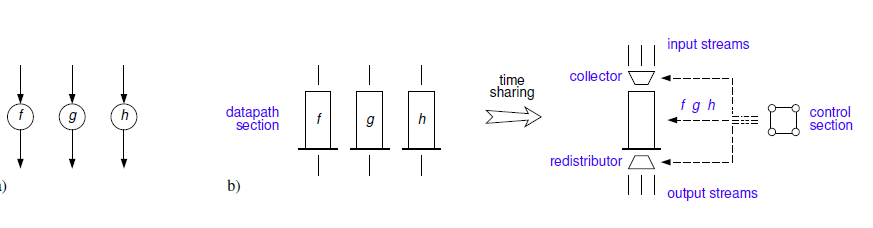 f
g
h
)
b)
datapath
section
f
g
h
time
sharing
input streams
collector
f g h
control
section
redistributor
output streams